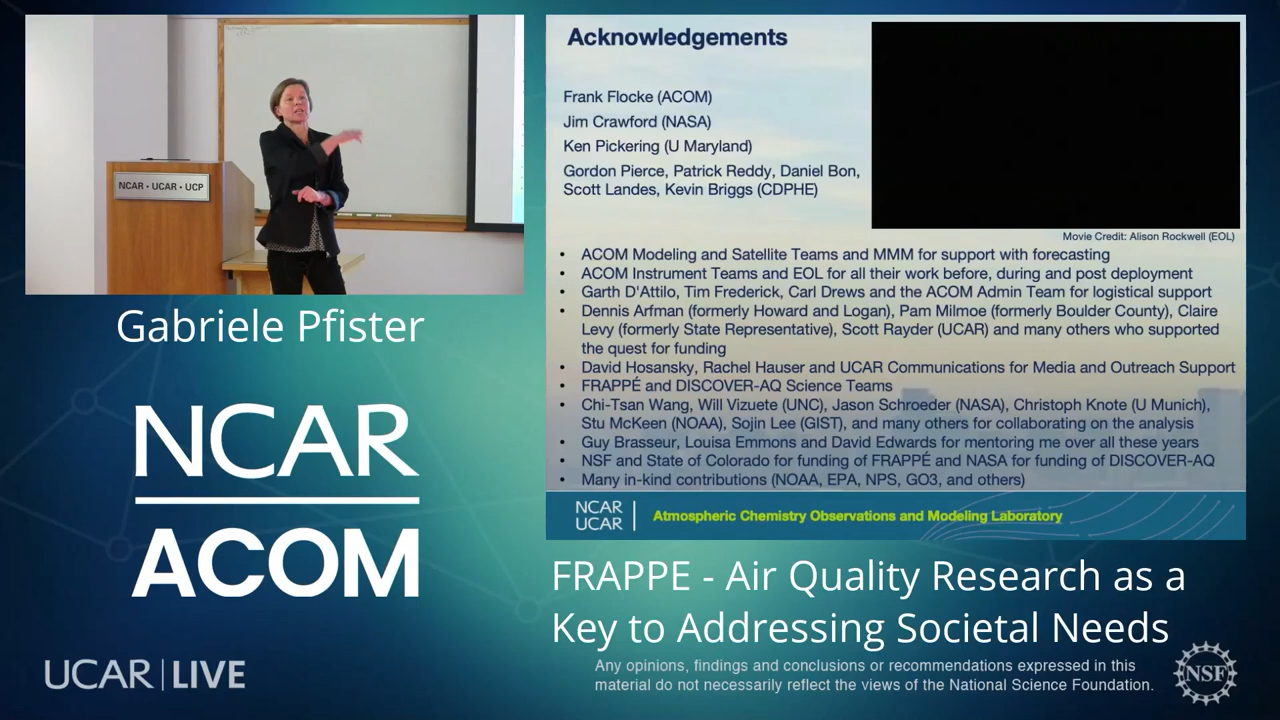 NCAR • UCAR • UCP
Gabriele Pfister
NCAR
ACOM
UCAR | LIVE
Acknowledgements
Frank Flocke (ACOM)
Jim Crawford (NASA)
Ken Pickering (U Maryland)
Gordon Pierce, Patrick Reddy, Daniel Bon,
Scott Landes, Kevin Briggs (CDPHE)
Movie Credit: Alison Rockwell (EOL)
• ACOM Modeling and Satellite Teams and MMM for support with forecasting
• ACOM Instrument Teams and EOL for all their work before, during and post deployment
• Garth D'Attilo, Tim Frederick, Carl Drews and the ACOM Admin Team for logistical support
• Dennis Arfman (formerly Howard and Logan), Pam Milmoe (formerly Boulder County), Claire
Levy (formerly State Representative), Scott Rayder (UCAR) and many others who supported
the quest for funding
• David Hosansky, Rachel Hauser and UCAR Communications for Media and Outreach Support
• FRAPPÉ and DISCOVER-AQ Science Teams
• Chi-Tsan Wang, Will Vizuete (UNC), Jason Schroeder (NASA), Christoph Knote (U Munich),
Stu McKeen (NOAA), Sojin Lee (GIST), and many others for collaborating on the analysis
• Guy Brasseur, Louisa Emmons and David Edwards for mentoring me over all these years
• NSF and State of Colorado for funding of FRAPPÉ and NASA for funding of DISCOVER-AQ
• Many in-kind contributions (NOAA, EPA, NPS, GO3, and others)
NCAR
UCAR
Atmospheric Chemistry Observations and Modeling Laboratory
FRAPPE - Air Quality Research as a
Key to Addressing Societal Needs
Any opinions, findings and conclusions or recommendations expressed in this
material do not necessarily reflect the views of the National Science Foundation.
NSF